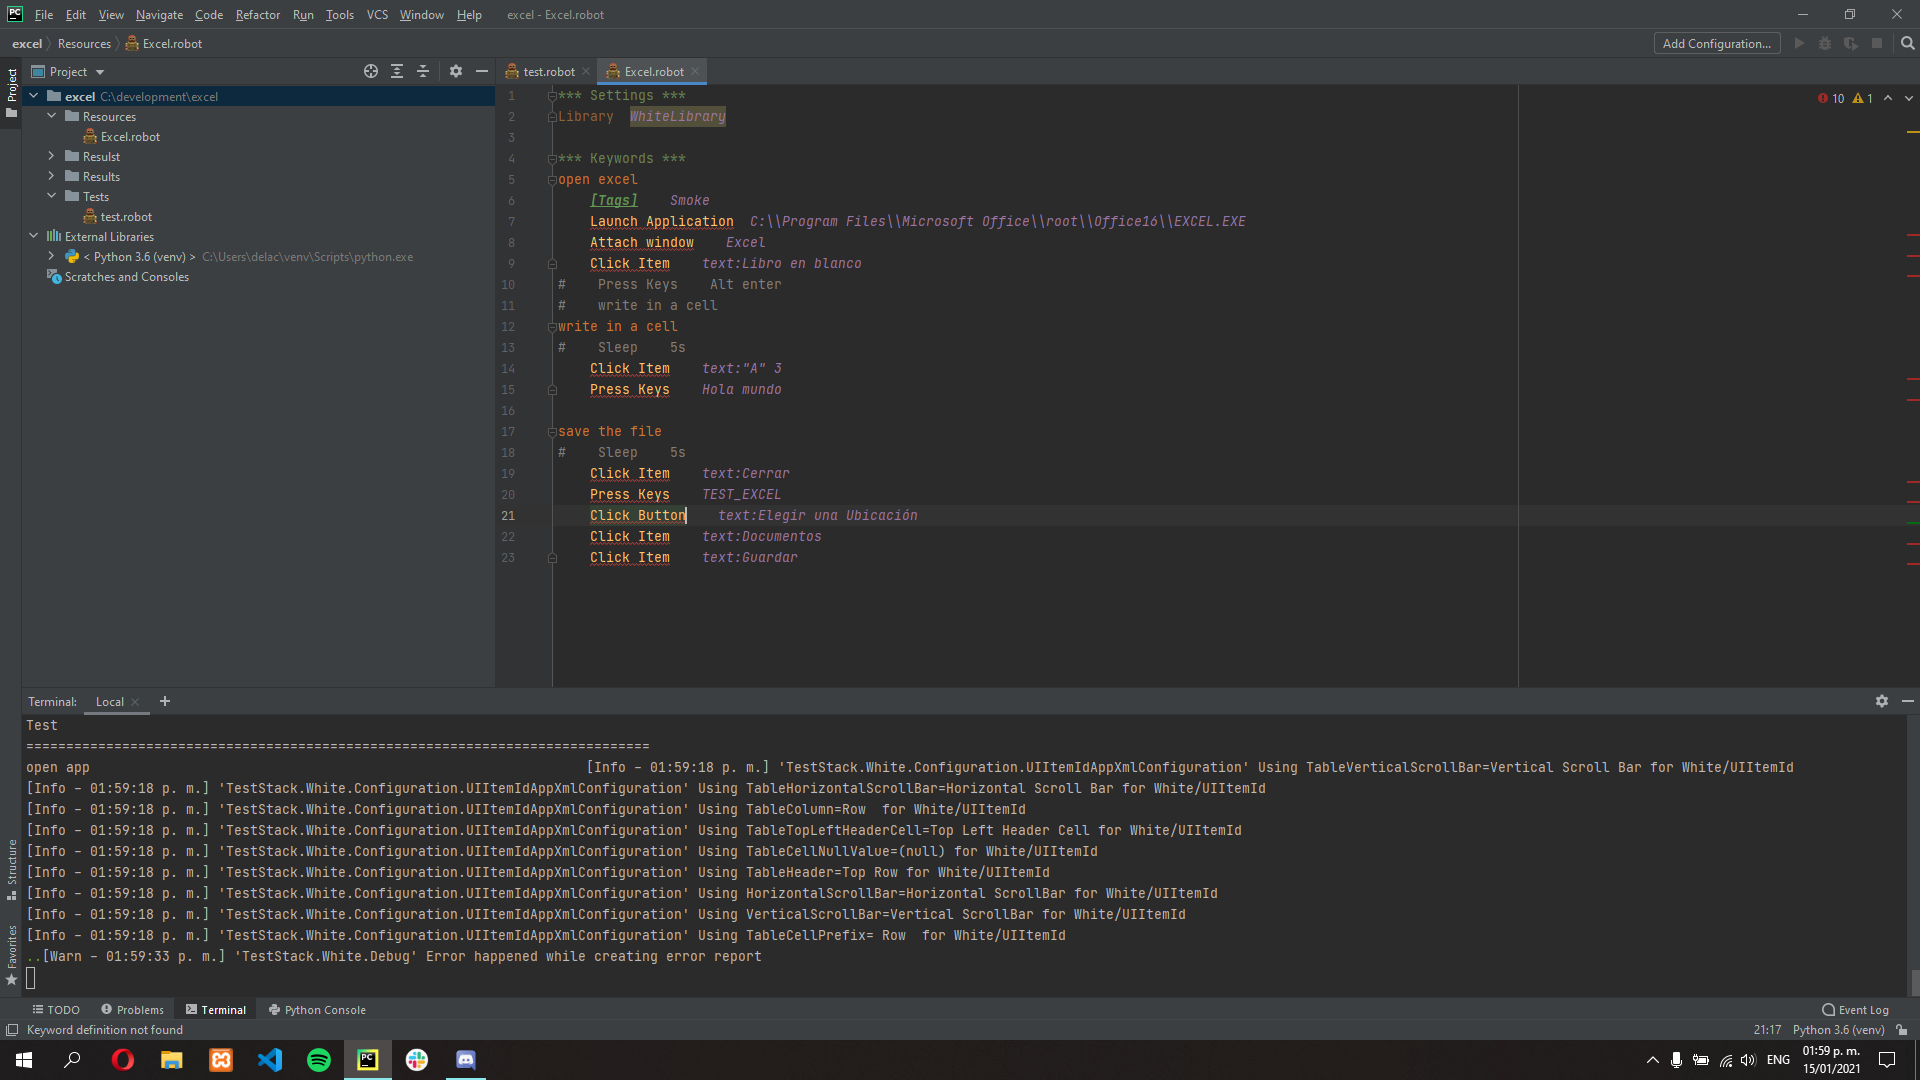 File Edit View Navigate Code Refactor Run Tools VCS Window Help excel - Excel.robot
excel Resources Excel.robot Add Configuration...
Project
Project
test.robot
Excel.robot
excel C:\development\excel
Resources
Excel.robot
Resulst
Results
Tests
test.robot
External Libraries
< Python 3.6 (venv) > C:\Users\delac\venv\Scripts\python.exe
Scratches and Consoles
10 1
1 *** Settings ***
2 Library WhiteLibrary
3
4 *** Keywords ***
5 open excel
6 [Tags] Smoke
7 Launch Application C:\\Program Files\\Microsoft Office\\root\\Office16\\EXCEL.EXE
8 Attach window Excel
9 Click Item text:Libro en blanco
10 # Press Keys Alt enter
11 # write in a cell
12 write in a cell
13 # Sleep 5s
14 Click Item text:"A" 3
15 Press Keys Hola mundo
16
17 save the file
18 # Sleep 5s
19 Click Item text:Cerrar
20 Press Keys TEST_EXCEL
21 Click Button text:Elegir una Ubicación
22 Click Item text:Documentos
23 Click Item text:Guardar
Terminal: Local
Test
==============================================================================
open app [Info - 01:59:18 p. m.] 'TestStack.White.Configuration.UIItemIdAppXmlConfiguration' Using TableVerticalScrollBar=Vertical Scroll Bar for White/UIItemId
[Info - 01:59:18 p. m.] 'TestStack.White.Configuration.UIItemIdAppXmlConfiguration' Using TableHorizontalScrollBar=Horizontal Scroll Bar for White/UIItemId
[Info - 01:59:18 p. m.] 'TestStack.White.Configuration.UIItemIdAppXmlConfiguration' Using TableColumn=Row  for White/UIItemId
[Info - 01:59:18 p. m.] 'TestStack.White.Configuration.UIItemIdAppXmlConfiguration' Using TableTopLeftHeaderCell=Top Left Header Cell for White/UIItemId
[Info - 01:59:18 p. m.] 'TestStack.White.Configuration.UIItemIdAppXmlConfiguration' Using TableCellNullValue=(null) for White/UIItemId
[Info - 01:59:18 p. m.] 'TestStack.White.Configuration.UIItemIdAppXmlConfiguration' Using TableHeader=Top Row for White/UIItemId
[Info - 01:59:18 p. m.] 'TestStack.White.Configuration.UIItemIdAppXmlConfiguration' Using HorizontalScrollBar=Horizontal ScrollBar for White/UIItemId
[Info - 01:59:18 p. m.] 'TestStack.White.Configuration.UIItemIdAppXmlConfiguration' Using VerticalScrollBar=Vertical ScrollBar for White/UIItemId
[Info - 01:59:18 p. m.] 'TestStack.White.Configuration.UIItemIdAppXmlConfiguration' Using TableCellPrefix= Row  for White/UIItemId
..[Warn - 01:59:33 p. m.] 'TestStack.White.Debug' Error happened while creating error report
Structure
Favorites
TODO Problems Terminal Python Console Event Log
Keyword definition not found 21:17 Python 3.6 (venv)
PC
ENG
01:59 p. m.
15/01/2021